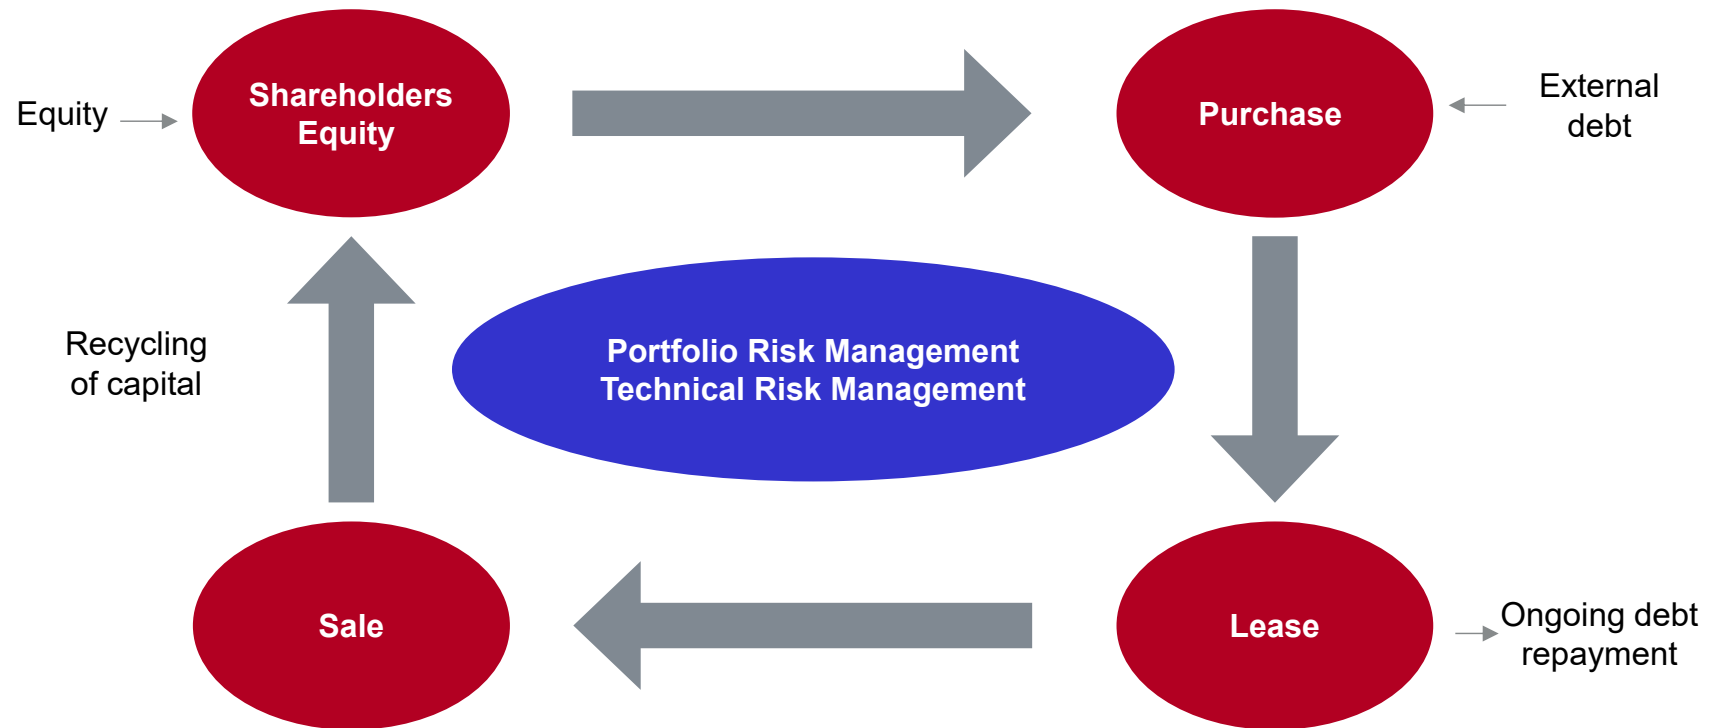 Equity
Shareholders
Equity
Purchase
External
debt
Recycling
of capital
Portfolio Risk Management
Technical Risk Management
Sale
Lease
Ongoing debt
repayment